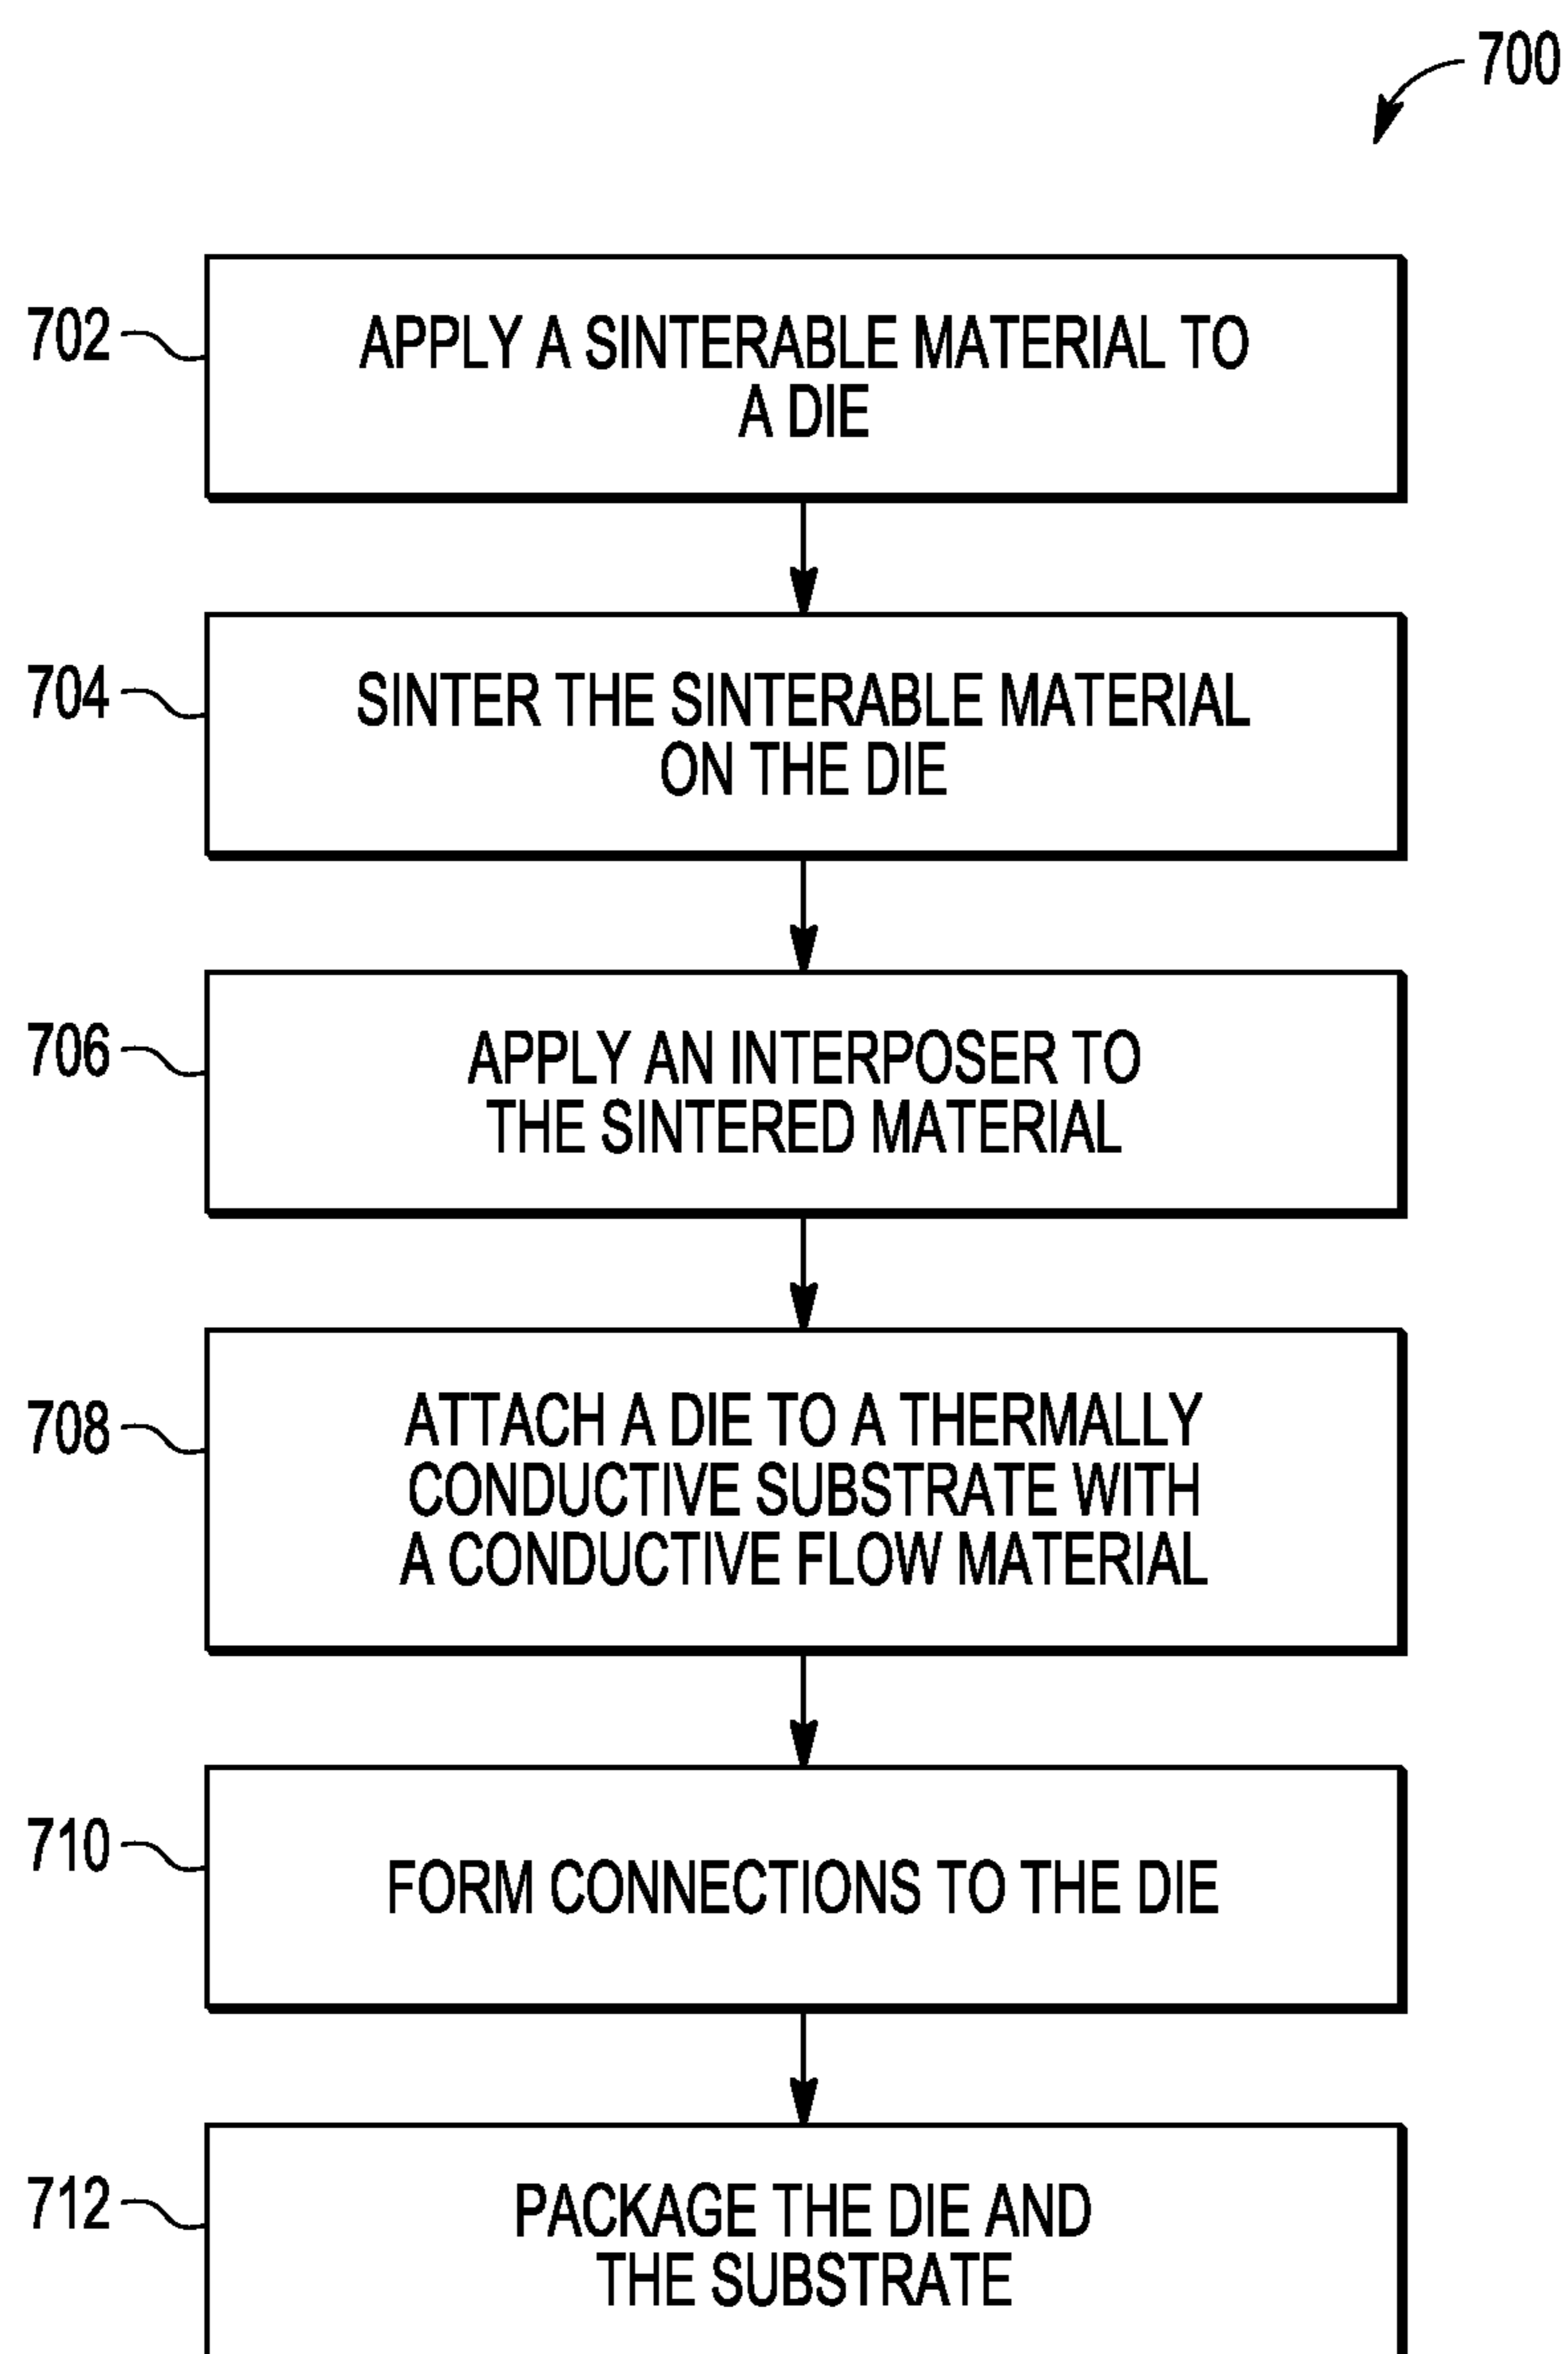 700
702
APPLY A SINTERABLE MATERIAL TO
A DIE
704
SINTER THE SINTERABLE MATERIAL
ON THE DIE
706
APPLY AN INTERPOSER TO
THE SINTERED MATERIAL
708
ATTACH A DIE TO A THERMALLY
CONDUCTIVE SUBSTRATE WITH
A CONDUCTIVE FLOW MATERIAL
710
FORM CONNECTIONS TO THE DIE
712
PACKAGE THE DIE AND
THE SUBSTRATE